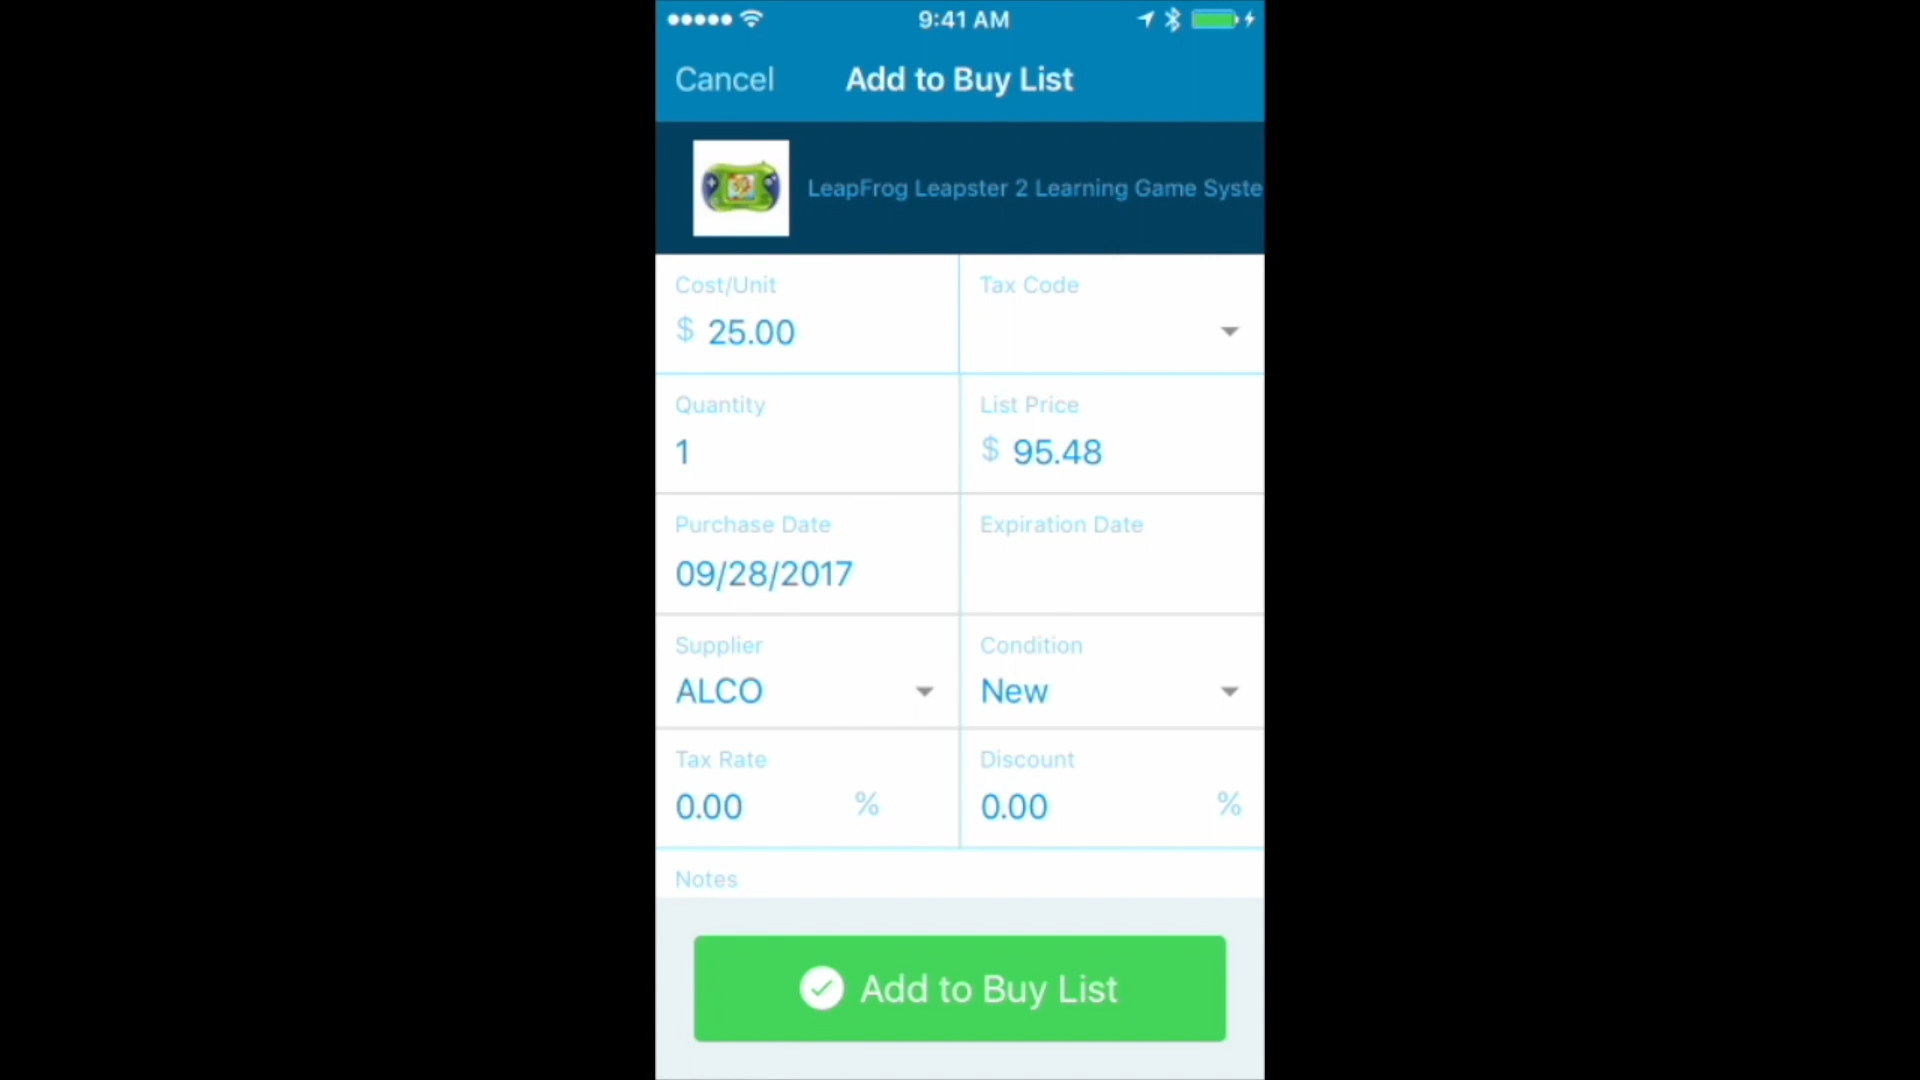 9:41 AM
Cancel
Add to Buy List
LeapFrog Leapster 2 Learning Game Syste
Cost/Unit
Tax Code
$ 25.00
Quantity
List Price
1
$ 95.48
Purchase Date
Expiration Date
09/28/2017
Supplier
Condition
ALCO
New
Tax Rate
Discount
0.00 %
0.00 %
Notes
Add to Buy List